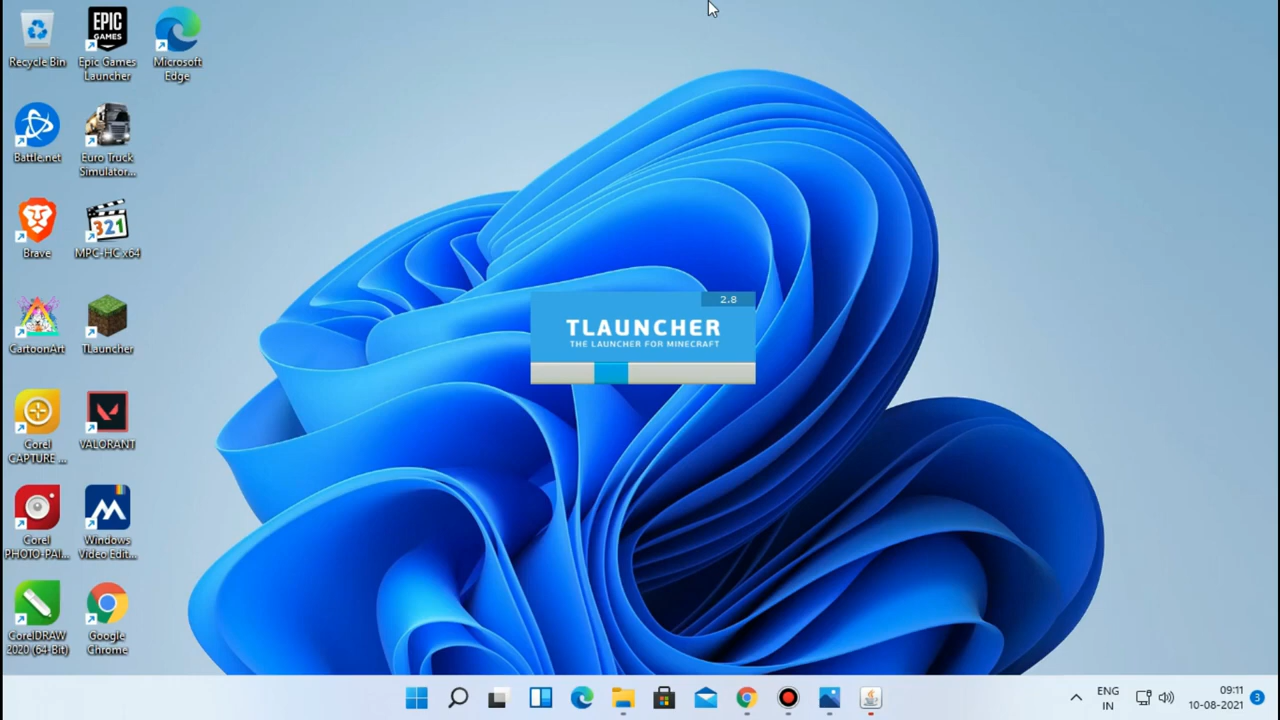 EPIC
GAMES
Recycle Bin
Epic Games
Launcher
Microsoft
Edge
Battle.net
Euro Truck
Simulator...
321
Brave
MPC-HC x64
CartoonArt
TLauncher
2.8
TLAUNCHER
THE LAUNCHER FOR MINECRAFT
Corel
CAPTURE ...
VALORANT
Corel
PHOTO-PAI...
Windows
Video Edit...
CorelDRAW
2020 (64-Bit)
Google
Chrome
ENG
IN
09:11
10-08-2021
3